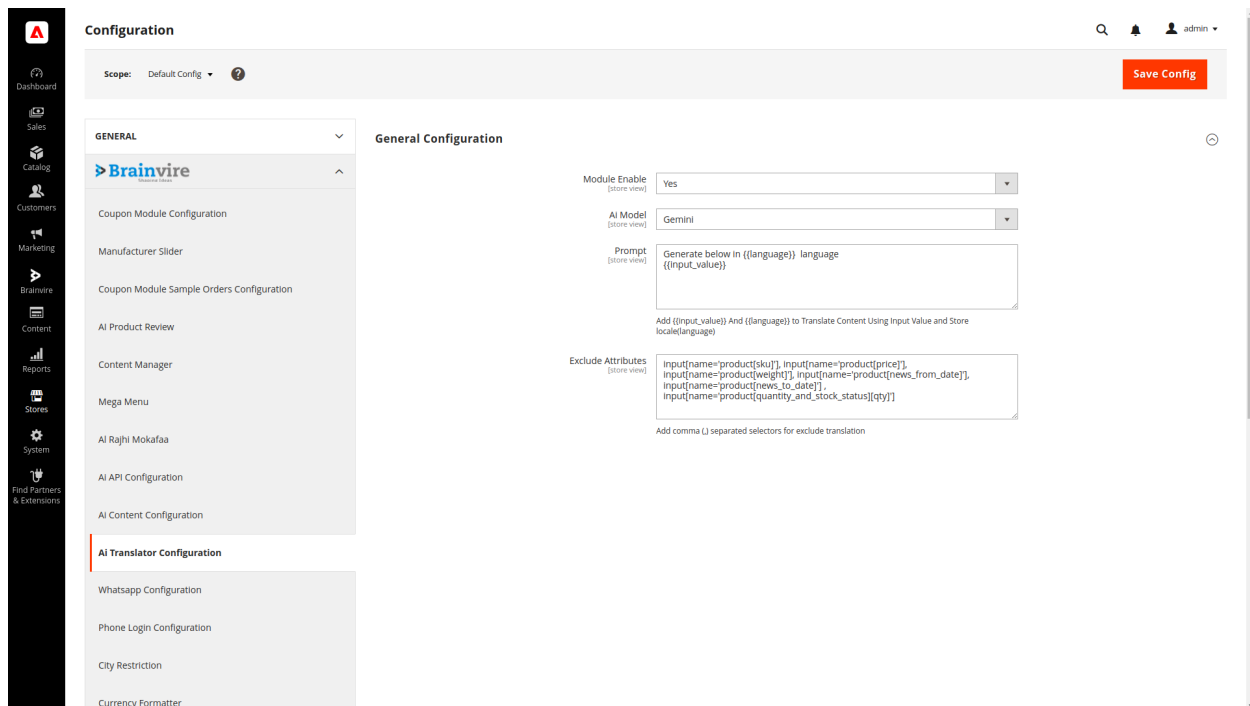 Configuration
admin
Scope: Default Config
?
Save Config
Dashboard
Sales
Catalog
Customers
Marketing
Brainvire
Content
Reports
Stores
System
Find Partners
& Extensions
GENERAL
Brainvire
Coupon Module Configuration
Manufacturer Slider
Coupon Module Sample Orders Configuration
AI Product Review
Content Manager
Mega Menu
Al Rajhi Mokafaa
AI API Configuration
Ai Content Configuration
Ai Translator Configuration
Whatsapp Configuration
Phone Login Configuration
City Restriction
Currency Formatter
General Configuration
Module Enable
[store view]
Yes
Ai Model
[store view]
Gemini
Prompt
[store view]
Generate below in {{language}} language
{{input_value}}
Add {{input_value}} And {{language}} to Translate Content Using Input Value and Store
locale(language)
Exclude Attributes
[store view]
input[name='product[sku]'], input[name='product[price]'],
input[name='product[weight]'], input[name='product[news_from_date]'],
input[name='product[news_to_date]'] ,
input[name='product[quantity_and_stock_status][qty]']
Add comma (,) separated selectors for exclude translation